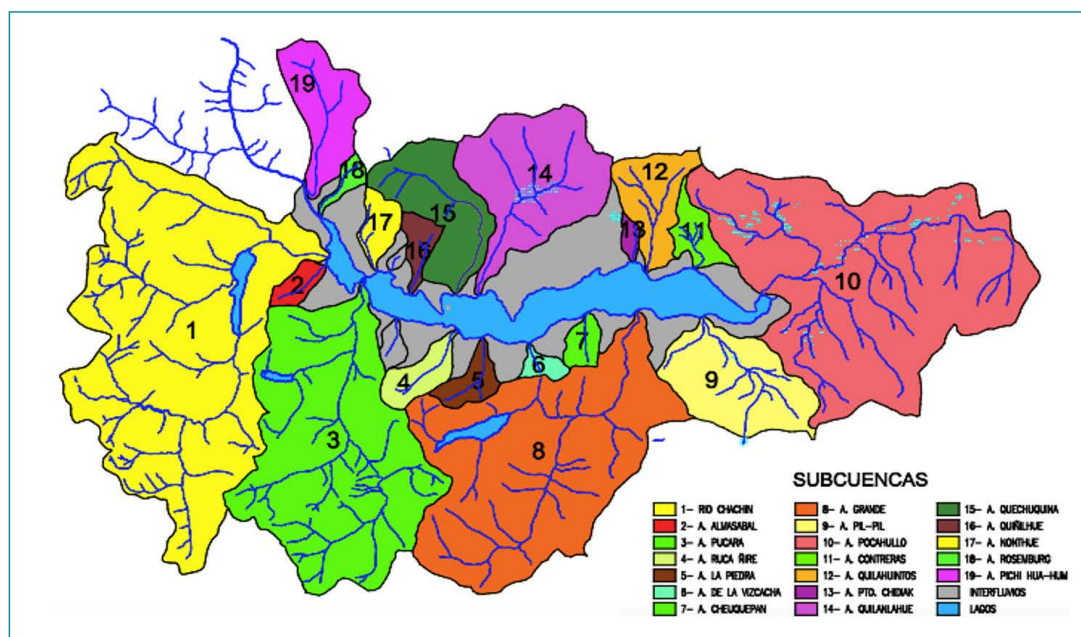 19
18
14
12
15
17
13
11
16
2
10
1
7
6
9
4
5
3
8
SUBCUENCAS
1- RIO CHACHIN
2- A. ALMASABAL
3- A. PUCARA
4- A. RUCA ÑIRE
5- A. LA PIEDRA
6- A. DE LA VIZCACHA
7- A. CHEUQUEPAN
8- A. GRANDE
9- A. PIL-PIL
10- A. POCAHULLO
11- A. CONTRERAS
12- A. QUILAHUINTOS
13- A. PTO. CHIDIAK
14- A. QUILANLAHUE
15- A. QUECHUQUINA
16- A. QUIÑILHUE
17- A. NONTHUE
18- A. ROSEMBURG
19- A. PICHI HUA-HUM
INTERFLUVIOS
LAGOS